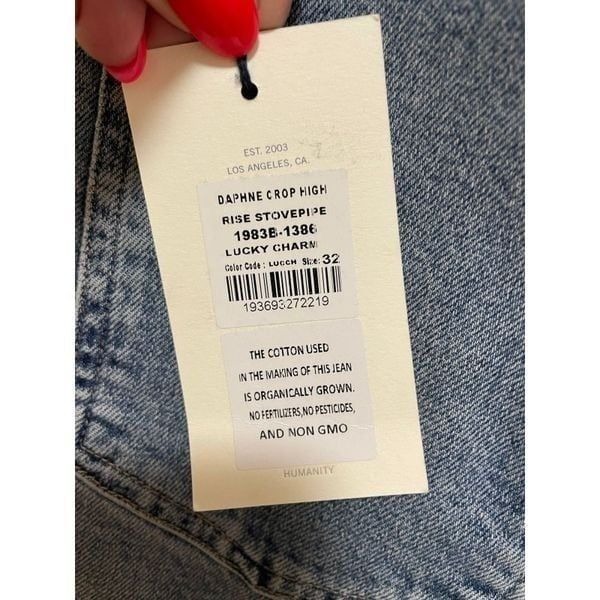 EST. 2003
LOS ANGELES, CA.
DAPHNE CROP HIGH
RISE STOVEPIPE
1983B-1386
LUCKY CHARM
Color Code : LUCCH Size: 32
193693272219
THE COTTON USED
IN THE MAKING OF THIS JEAN
IS ORGANICALLY GROWN.
NO FERTILIZERS,NO PESTICIDES,
AND NON GMO
HUMANITY